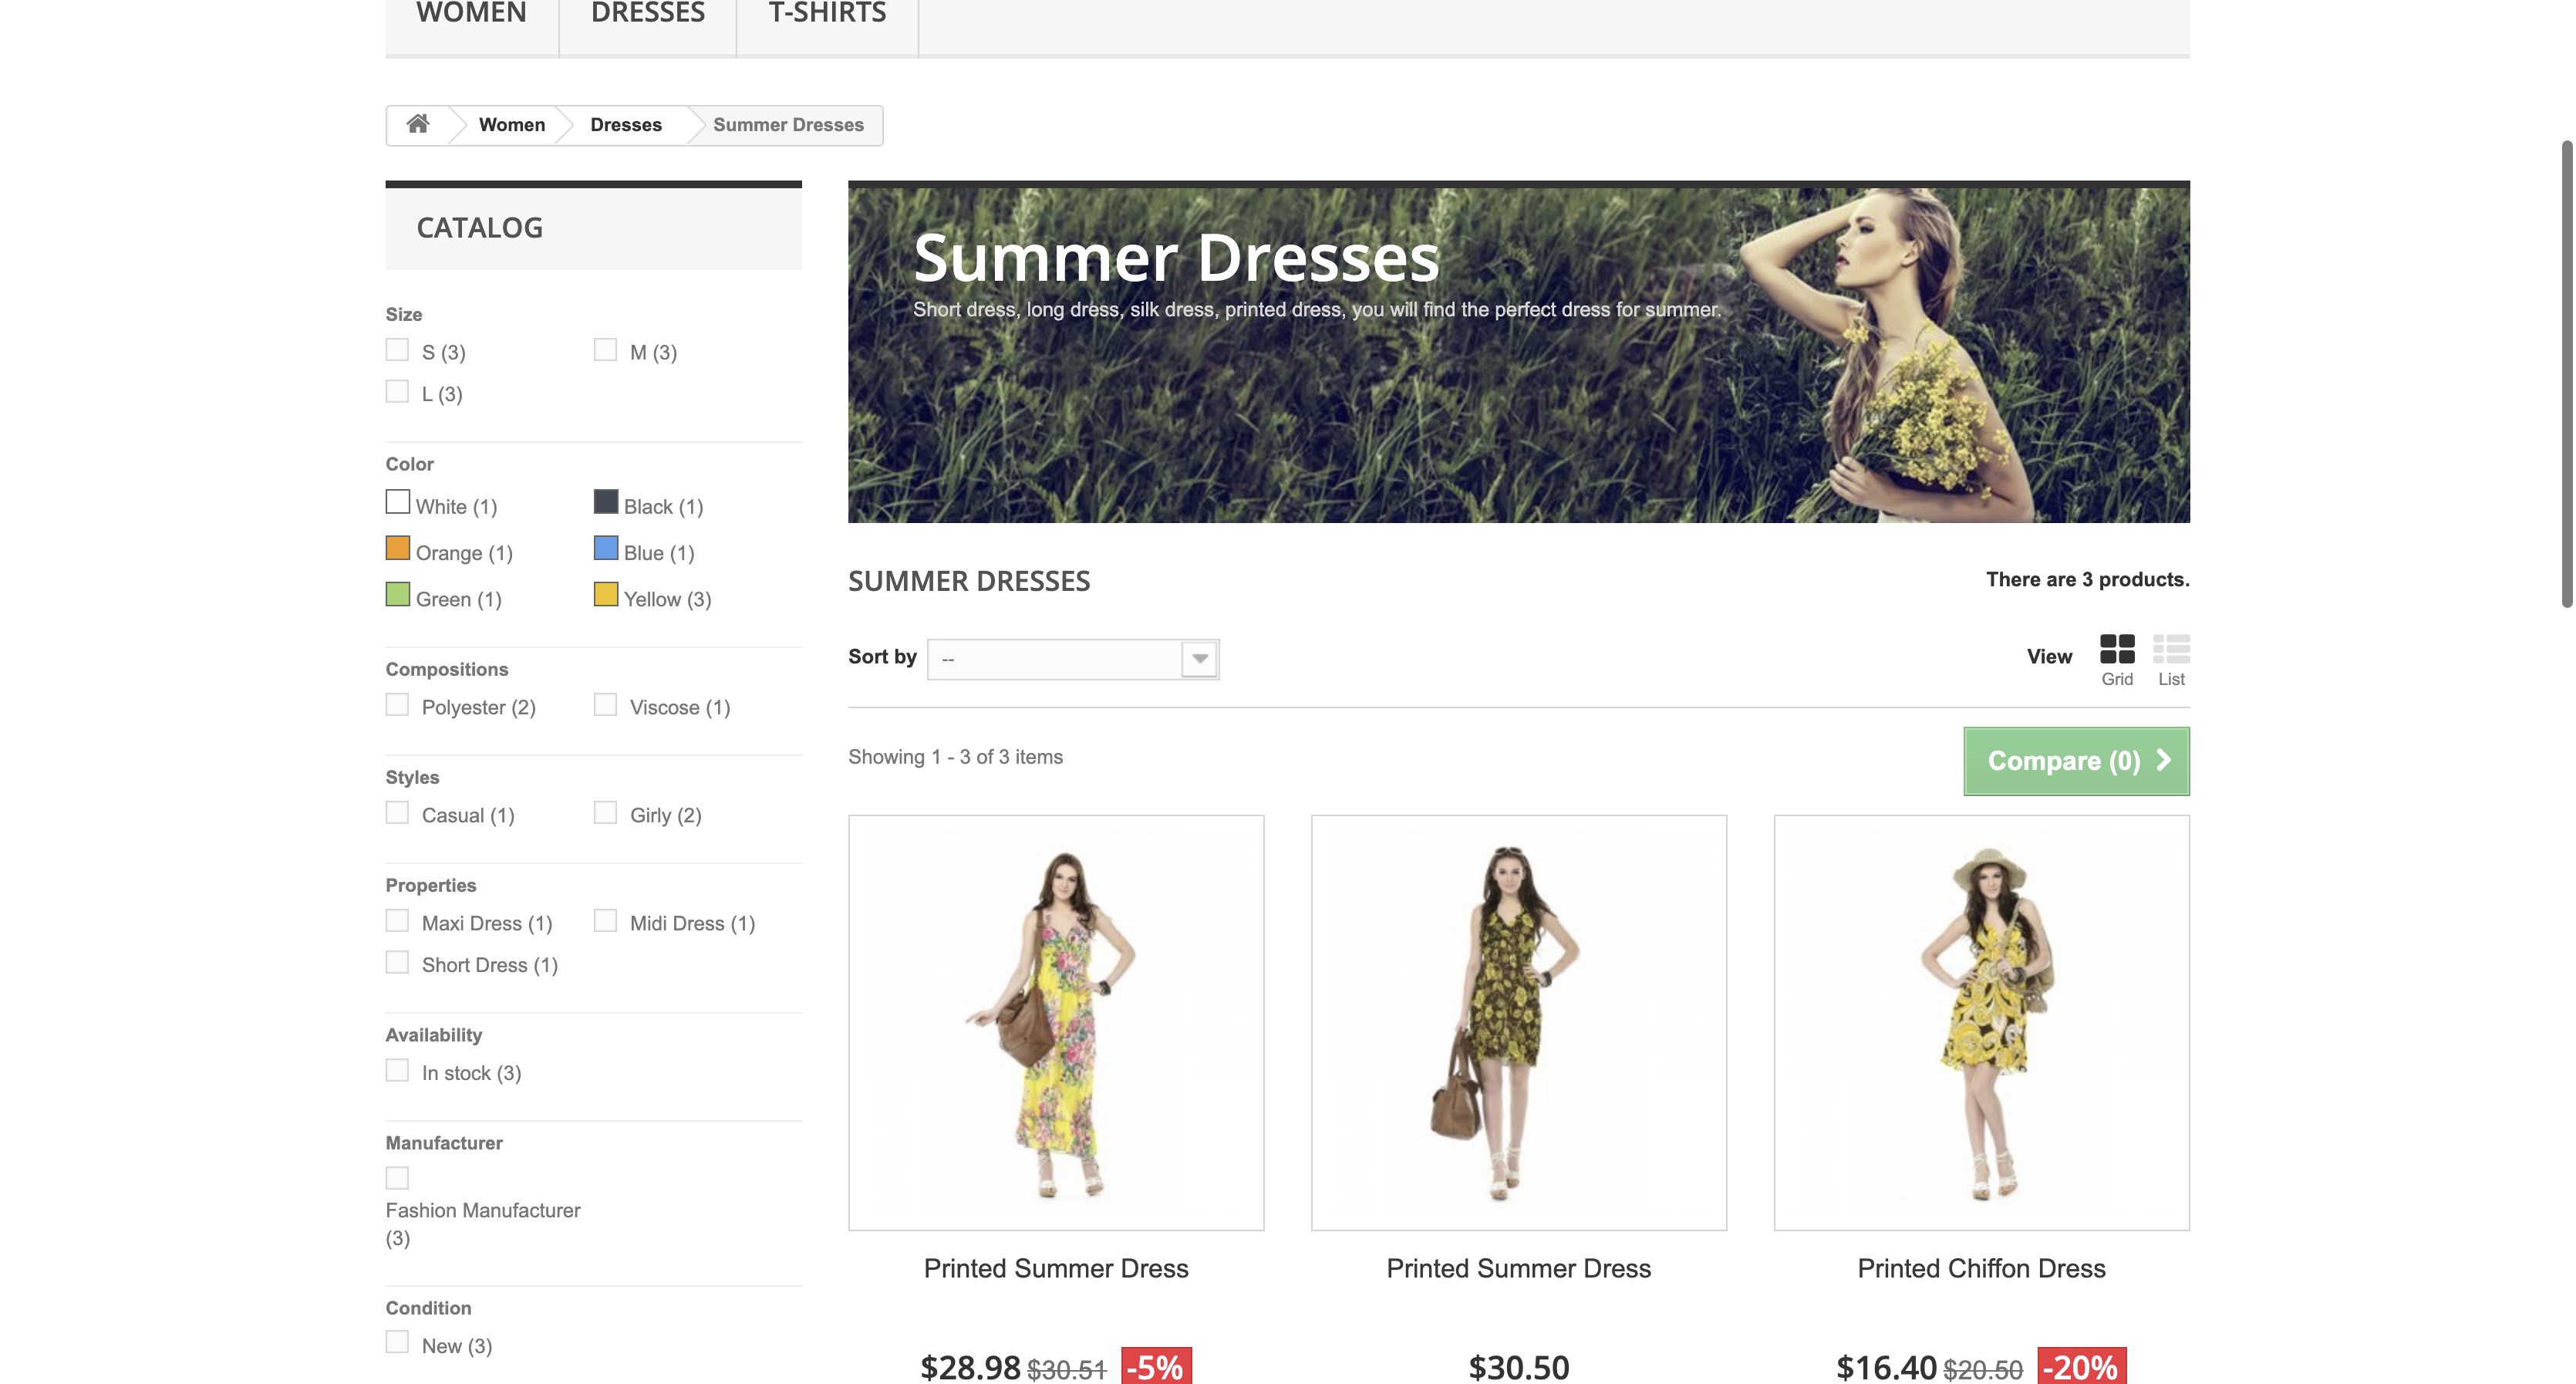 WOMEN
DRESSES
T-SHIRTS
Women
Dresses
Summer Dresses
CATALOG
Size
S (3)
M (3)
L (3)
Color
White (1)
Black (1)
Orange (1)
Blue (1)
Green (1)
Yellow (3)
Compositions
Polyester (2)
Viscose (1)
Styles
Casual (1)
Girly (2)
Properties
Maxi Dress (1)
Midi Dress (1)
Short Dress (1)
Availability
In stock (3)
Manufacturer
Fashion Manufacturer
(3)
Condition
New (3)
Summer Dresses
Short dress, long dress, silk dress, printed dress, you will find the perfect dress for summer.
SUMMER DRESSES
There are 3 products.
Sort by
--
View
Grid
List
Showing 1 - 3 of 3 items
Compare (0)
Printed Summer Dress
$28.98 $30.51 -5%
Printed Summer Dress
$30.50
Printed Chiffon Dress
$16.40 $20.50 -20%